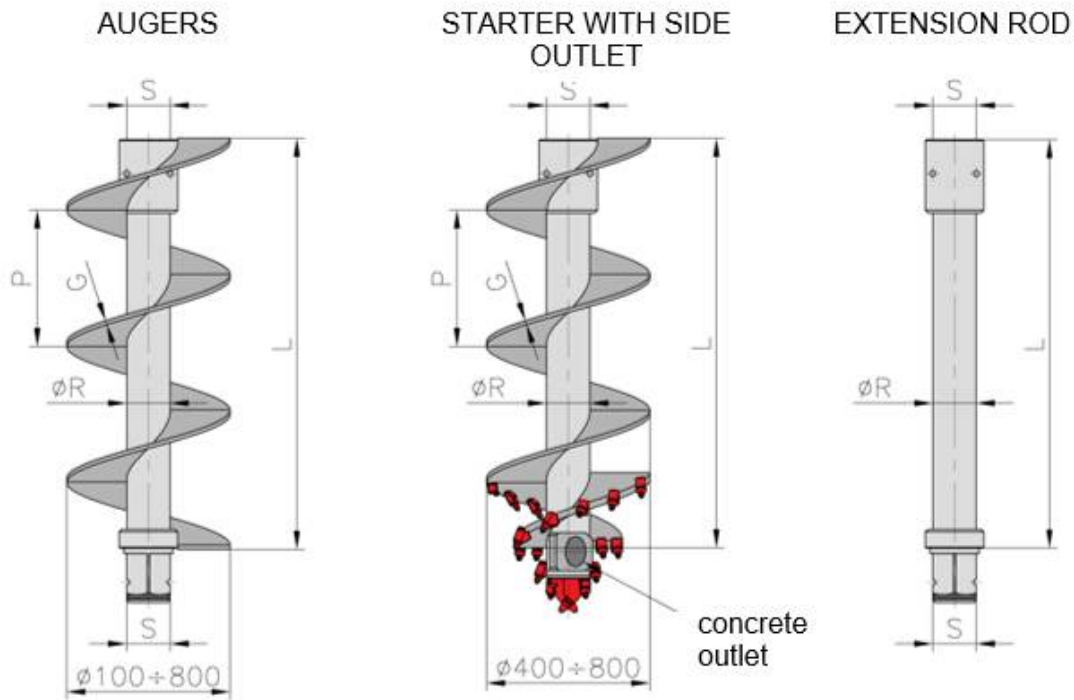 AUGERS
STARTER WITH SIDE
OUTLET
EXTENSION ROD
S
S
S
P
G
L
P
G
L
L
ØR
ØR
ØR
S
S
concrete
outlet
Ø100÷800
Ø400÷800